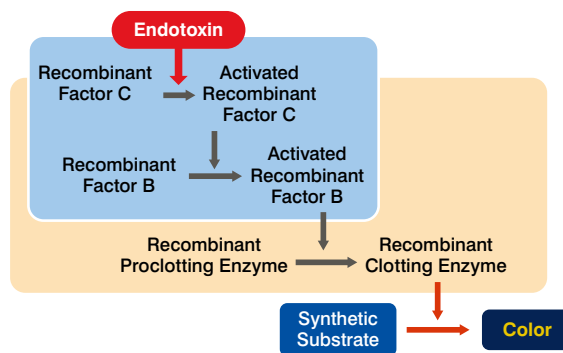 Endotoxin
Recombinant
Factor C
Activated
Recombinant
Factor C
Recombinant
Factor B
Activated
Recombinant
Factor B
Recombinant
Proclotting Enzyme
Recombinant
Clotting Enzyme
Synthetic
Substrate
Color